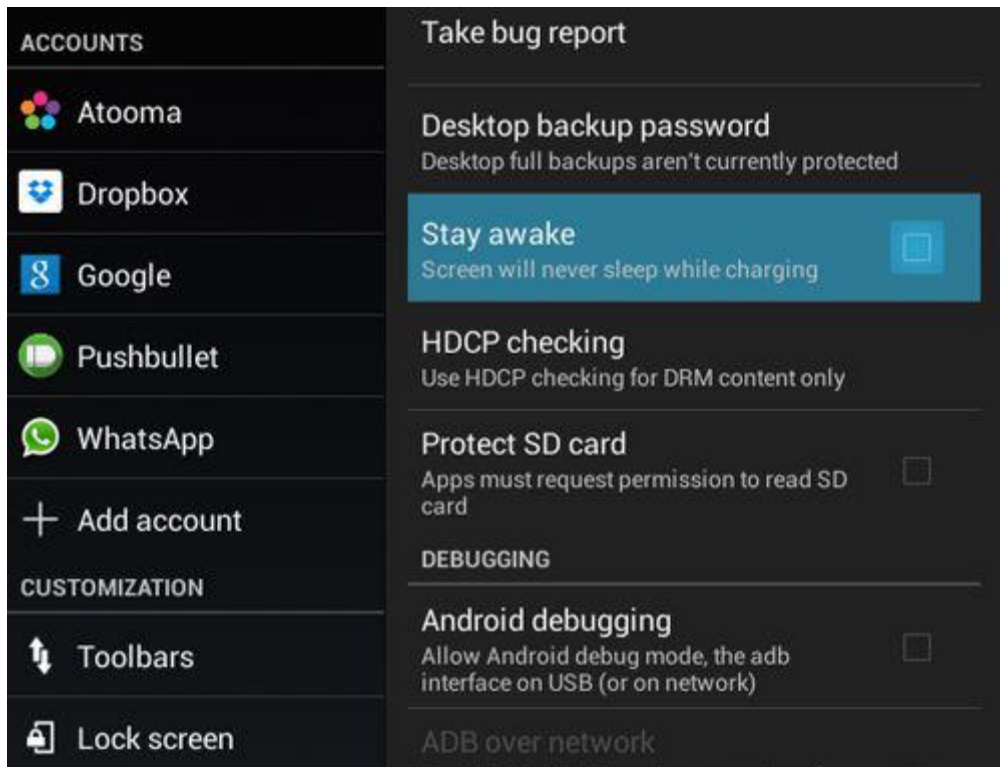 ACCOUNTS
Atooma
Dropbox
Google
Pushbullet
WhatsApp
Add account
CUSTOMIZATION
Toolbars
Lock screen
Take bug report
Desktop backup password
Desktop full backups aren't currently protected
Stay awake
Screen will never sleep while charging
HDCP checking
Use HDCP checking for DRM content only
Protect SD card
Apps must request permission to read SD
card
DEBUGGING
Android debugging
Allow Android debug mode, the adb
interface on USB (or on network)
ADB over network